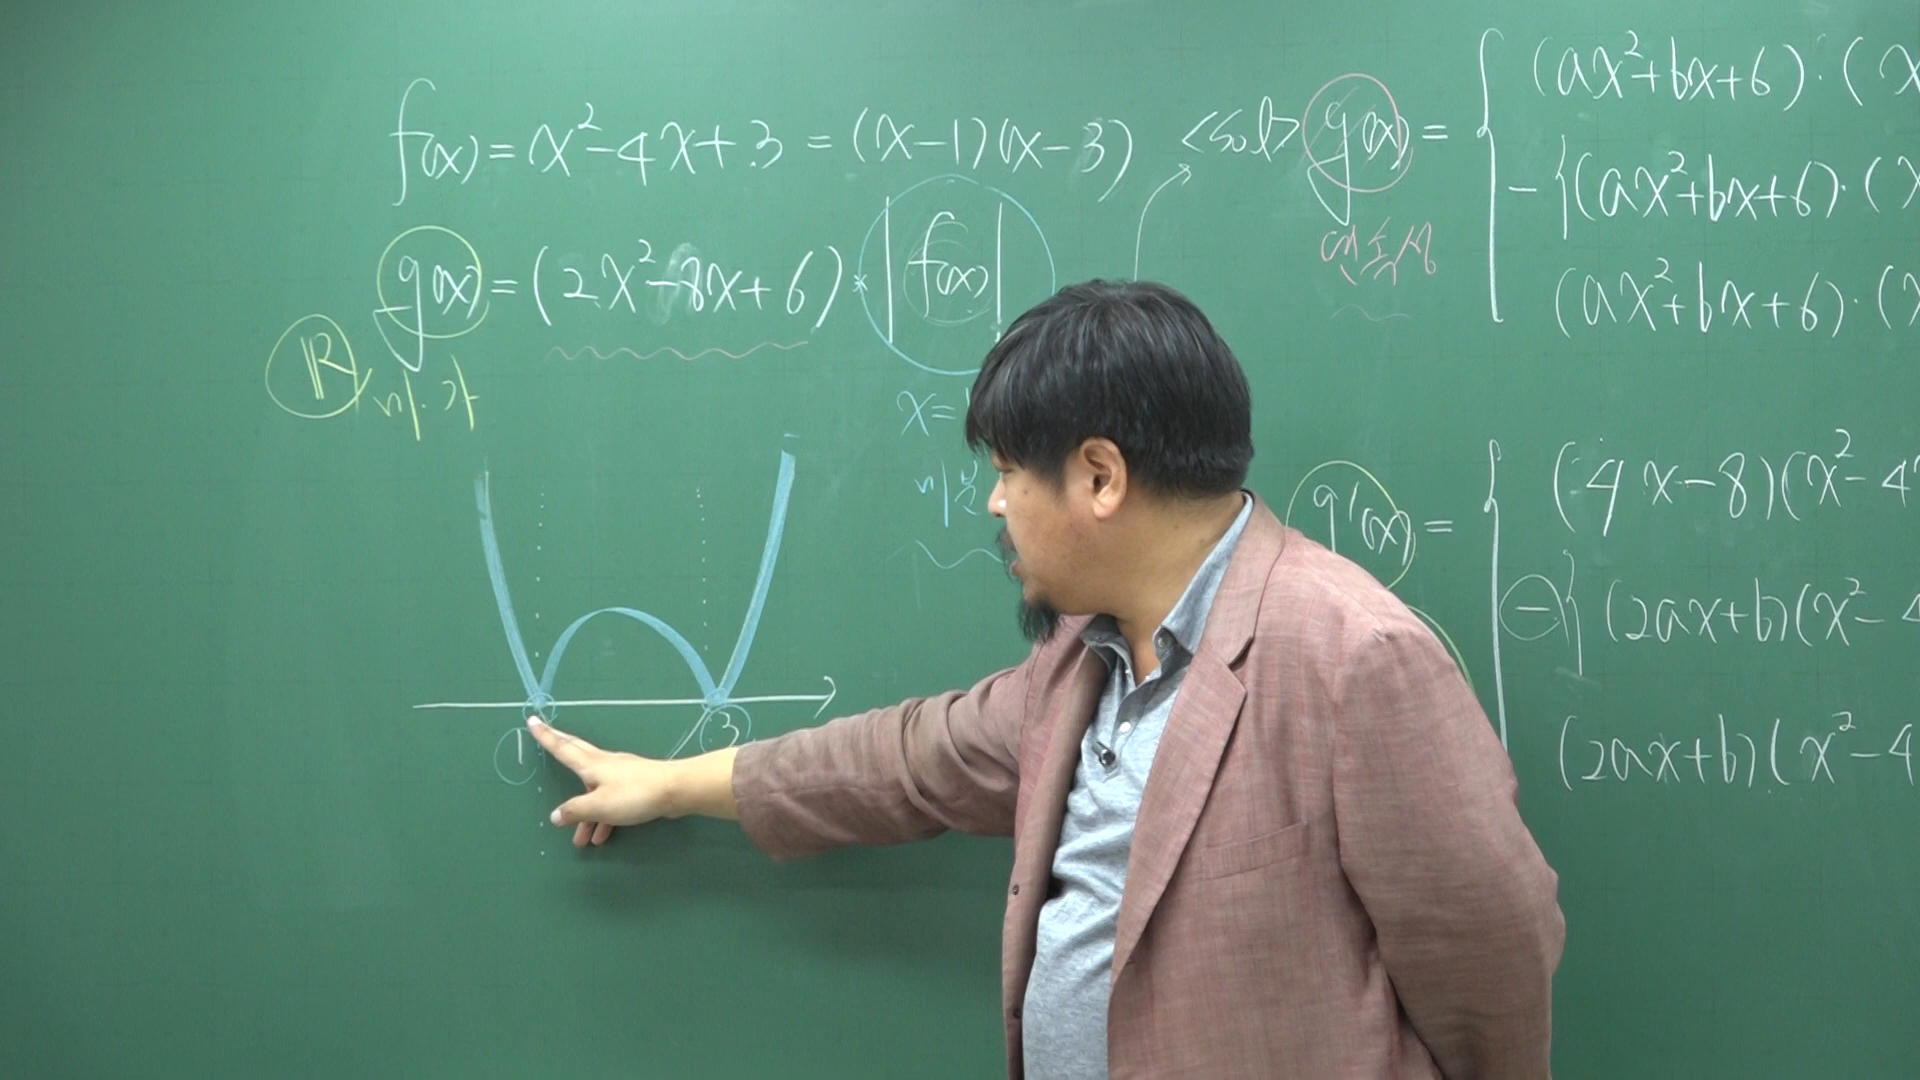 f(x) = x²-4x+3 = (x-1)(x-3)
g(x) = (2x²-8x+6) * |f(x)|
ℝ, 미.가
x=
미분
1
3
<sol> g(x) =
연속성
(ax²+bx+6)·(x
-{(ax²+bx+6)·(x
(ax²+bx+6)·(x
g'(x) =
(4x-8)(x²-4
-{(2ax+b)(x²-4
(2ax+b)(x²-4